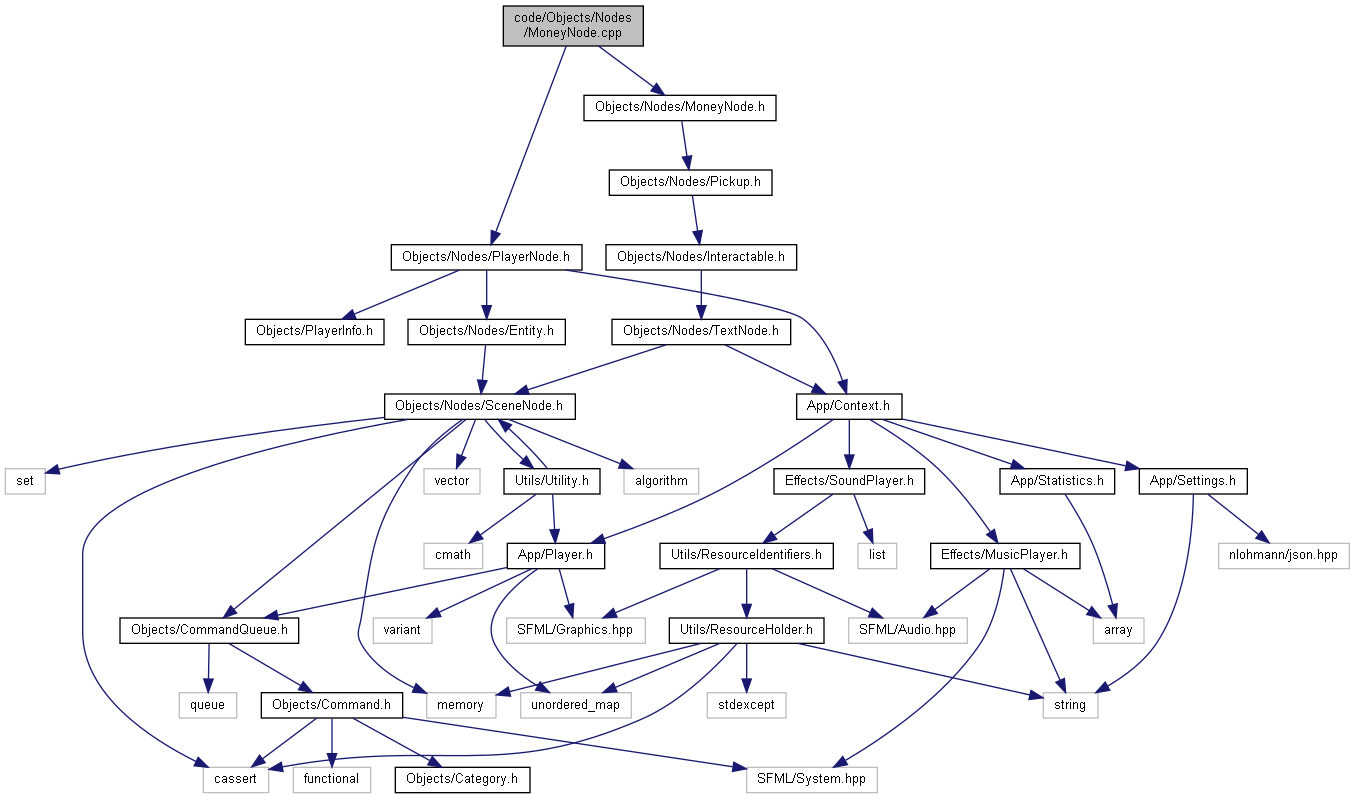 code/Objects/Nodes
/MoneyNode.cpp
Objects/Nodes/MoneyNode.h
Objects/Nodes/Pickup.h
Objects/Nodes/PlayerNode.h
Objects/Nodes/Interactable.h
Objects/PlayerInfo.h
Objects/Nodes/Entity.h
Objects/Nodes/TextNode.h
Objects/Nodes/SceneNode.h
App/Context.h
set
vector
Utils/Utility.h
algorithm
Effects/SoundPlayer.h
App/Statistics.h
App/Settings.h
cmath
App/Player.h
Utils/ResourceIdentifiers.h
list
Effects/MusicPlayer.h
nlohmann/json.hpp
Objects/CommandQueue.h
variant
SFML/Graphics.hpp
Utils/ResourceHolder.h
SFML/Audio.hpp
array
queue
Objects/Command.h
memory
unordered_map
stdexcept
string
cassert
functional
Objects/Category.h
SFML/System.hpp